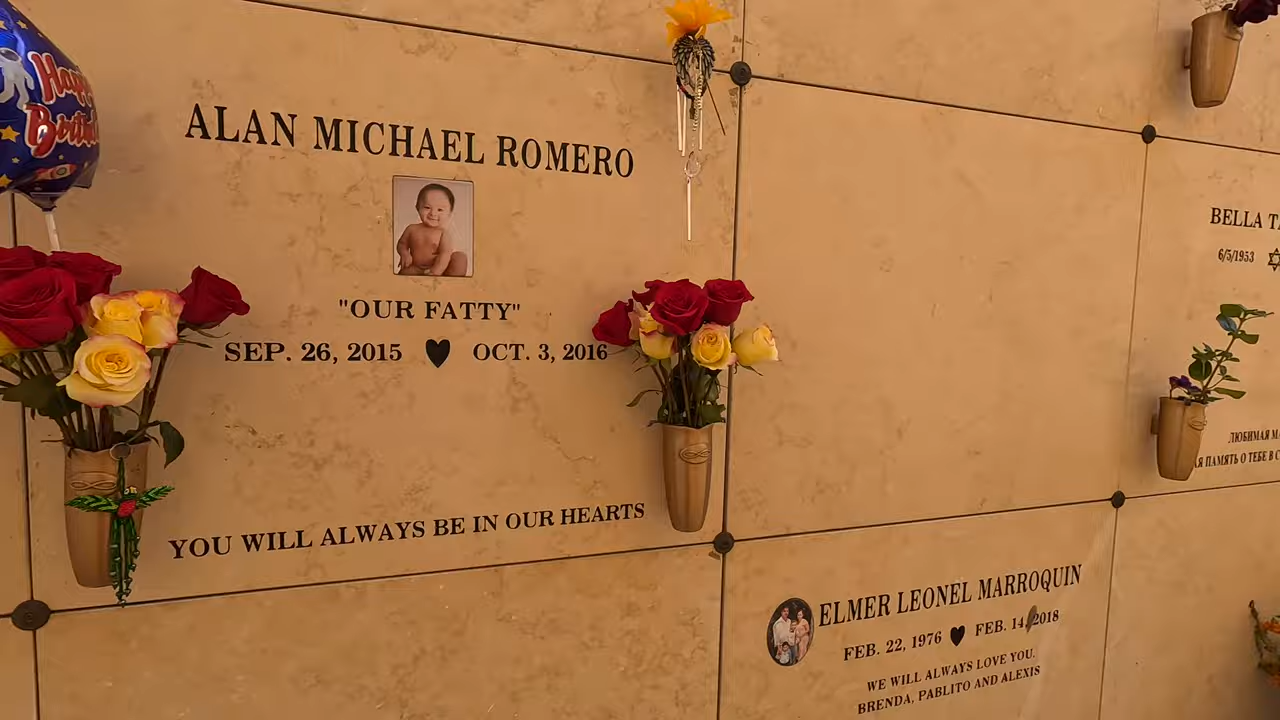 Happy
ALAN MICHAEL ROMERO
"OUR FATTY"
SEP. 26, 2015 OCT. 3, 2016
YOU WILL ALWAYS BE IN OUR HEARTS
BELLA
6/5/1953
ЛЮБИМАЯ
ПАМЯТЬ О ТЕБЕ В
ELMER LEONEL MARROQUIN
FEB. 22, 1976 FEB. 14, 2018
WE WILL ALWAYS LOVE YOU.
BRENDA, PABLITO AND ALEXIS